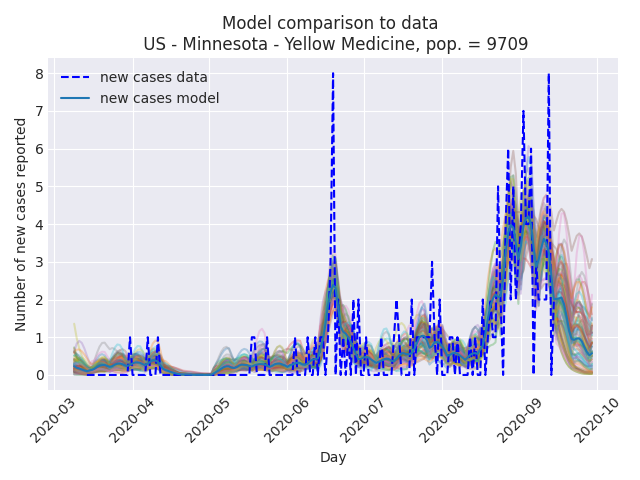 Model comparison to data
US - Minnesota - Yellow Medicine, pop. = 9709
new cases data
new cases model
Number of new cases reported
8
7
6
5
4
3
2
1
0
2020-03
2020-04
2020-05
2020-06
2020-07
2020-08
2020-09
2020-10
Day